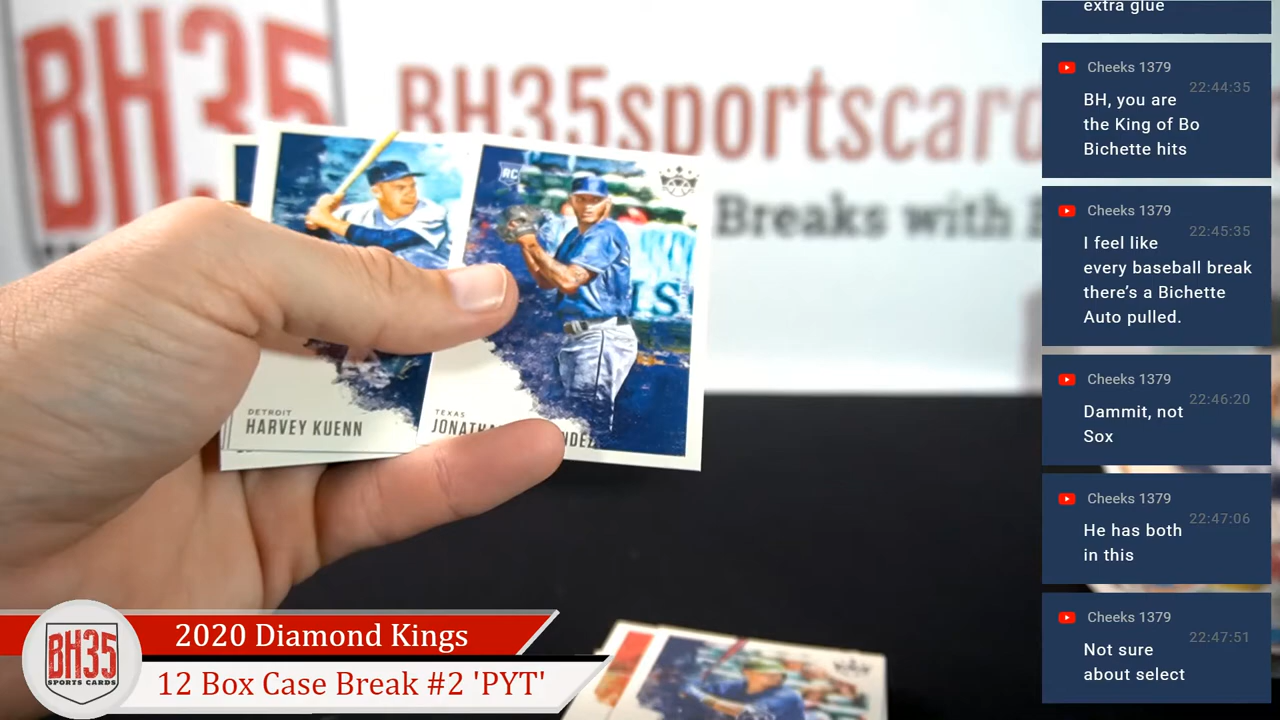 BH35
BH35sportscard
Breaks with
RC
DETROIT
HARVEY KUENN
TEXAS
extra glue
Cheeks 1379
22:44:35
BH, you are
the King of Bo
Bichette hits
Cheeks 1379
22:45:35
I feel like
every baseball break
there's a Bichette
Auto pulled.
Cheeks 1379
22:46:20
Dammit, not
Sox
Cheeks 1379
22:47:06
He has both
in this
Cheeks 1379
22:47:51
Not sure
about select
BH35
SPORTS CARDS
2020 Diamond Kings
12 Box Case Break #2 'PYT'